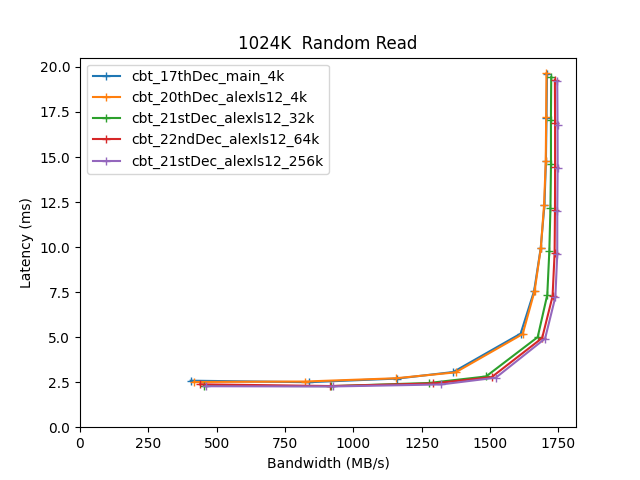 1024K  Random Read
cbt_17thDec_main_4k
cbt_20thDec_alexls12_4k
cbt_21stDec_alexls12_32k
cbt_22ndDec_alexls12_64k
cbt_21stDec_alexls12_256k
Latency (ms)
20.0
17.5
15.0
12.5
10.0
7.5
5.0
2.5
0.0
0 250 500 750 1000 1250 1500 1750
Bandwidth (MB/s)